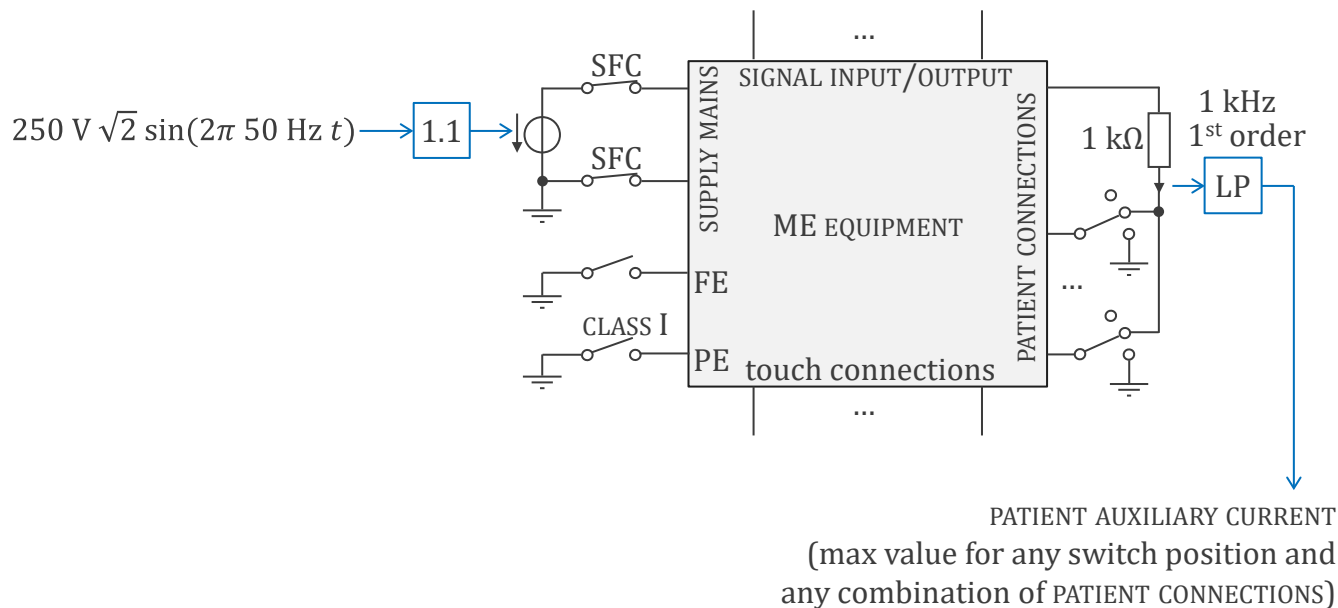 ...
SFC
SIGNAL INPUT/OUTPUT
SUPPLY MAINS
250 V √2 sin(2π 50 Hz t)
1.1
SFC
ME EQUIPMENT
PATIENT CONNECTIONS
1 kΩ
1 kHz
1st order
LP
FE
...
CLASS I
PE
touch connections
...
PATIENT AUXILIARY CURRENT
(max value for any switch position and
any combination of PATIENT CONNECTIONS)